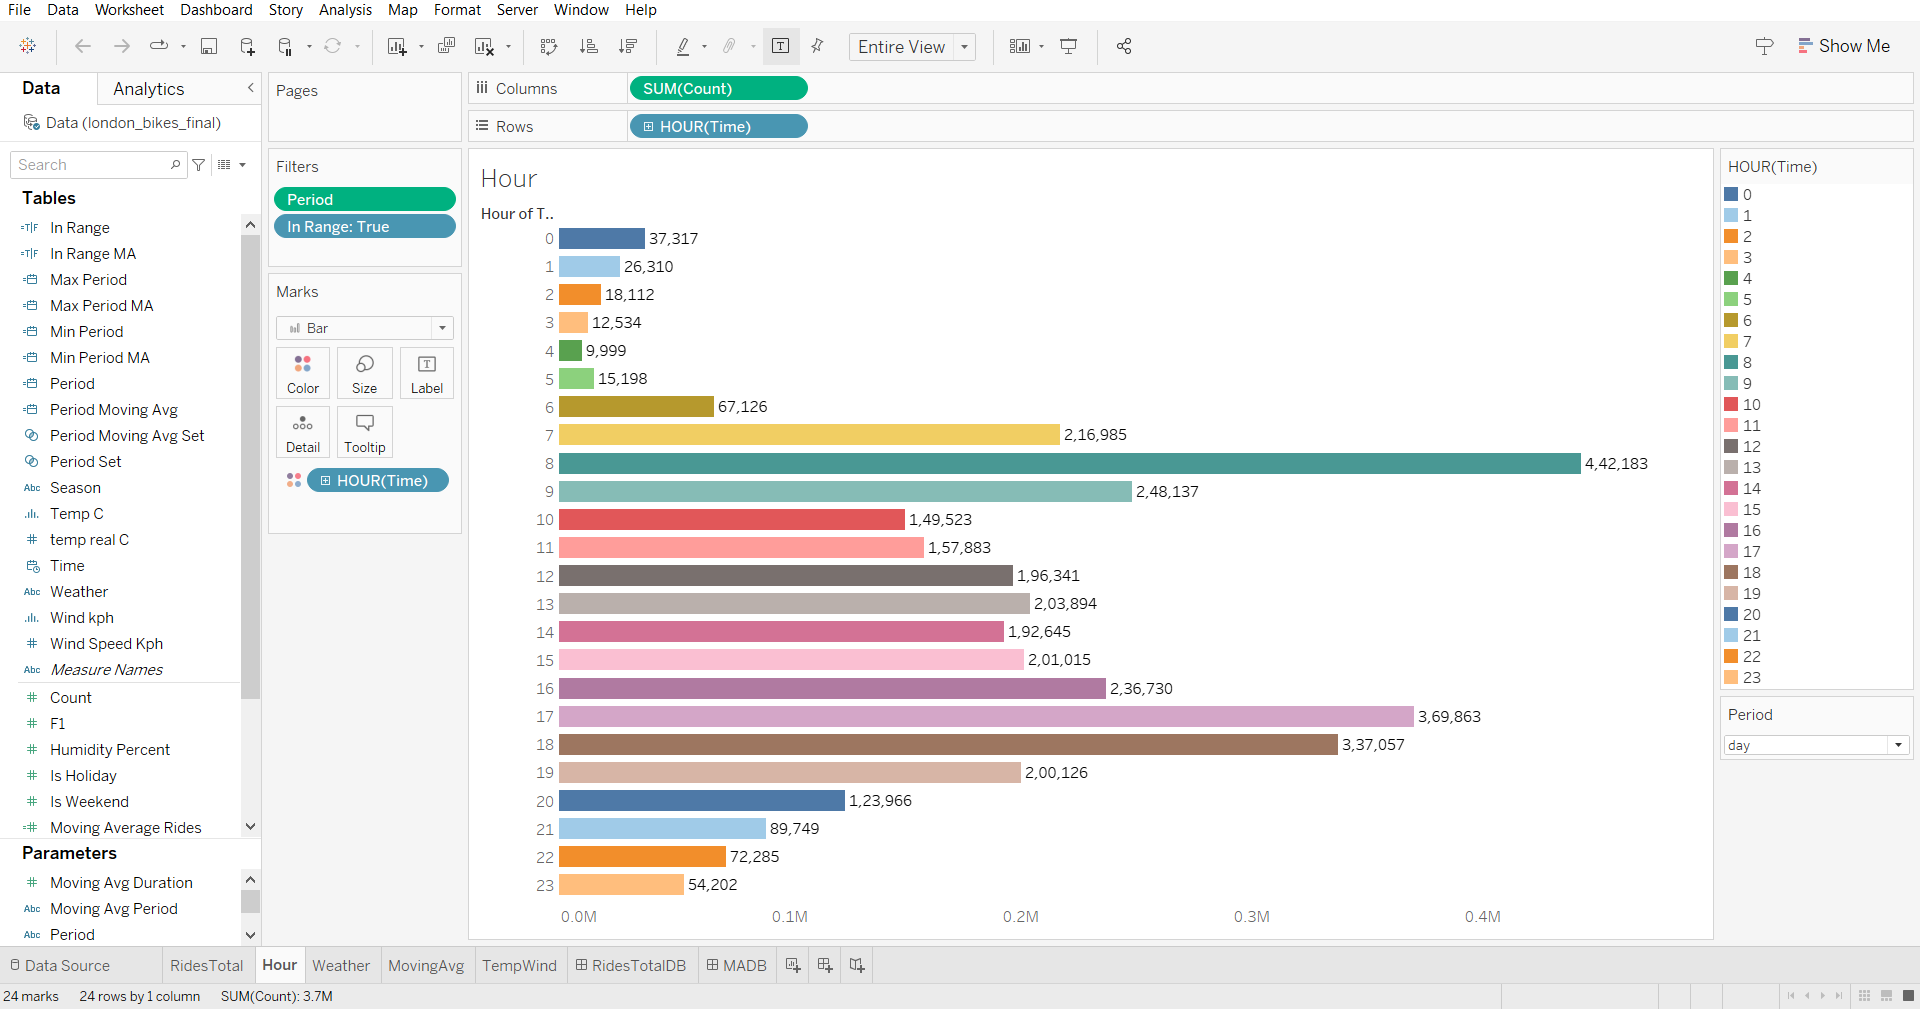 File Data Worksheet Dashboard Story Analysis Map Format Server Window Help
Entire View
Show Me
Data Analytics
Data (london_bikes_final)
Search
Tables
In Range
In Range MA
Max Period
Max Period MA
Min Period
Min Period MA
Period
Period Moving Avg
Period Moving Avg Set
Period Set
Abc Season
Temp C
temp real C
Time
Abc Weather
Wind kph
Wind Speed Kph
Abc Measure Names
Count
F1
Humidity Percent
Is Holiday
Is Weekend
Moving Average Rides
Parameters
Moving Avg Duration
Abc Moving Avg Period
Abc Period
Pages
Filters
Period
In Range: True
Marks
Bar
Color Size Label
Detail Tooltip
HOUR(Time)
Columns SUM(Count)
Rows HOUR(Time)
Hour
Hour of T..
0 37,317
1 26,310
2 18,112
3 12,534
4 9,999
5 15,198
6 67,126
7 2,16,985
8 4,42,183
9 2,48,137
10 1,49,523
11 1,57,883
12 1,96,341
13 2,03,894
14 1,92,645
15 2,01,015
16 2,36,730
17 3,69,863
18 3,37,057
19 2,00,126
20 1,23,966
21 89,749
22 72,285
23 54,202
0.0M 0.1M 0.2M 0.3M 0.4M
HOUR(Time)
0
1
2
3
4
5
6
7
8
9
10
11
12
13
14
15
16
17
18
19
20
21
22
23
Period
day
Data Source RidesTotal Hour Weather MovingAvg TempWind RidesTotalDB MADB
24 marks 24 rows by 1 column SUM(Count): 3.7M